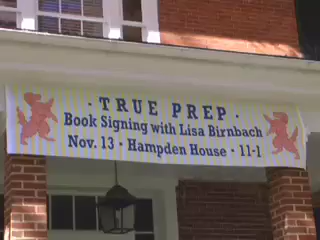 · TRUE PREP ·
Book Signing with Lisa Birnbach
Nov. 13 · Hampden House · 11-1